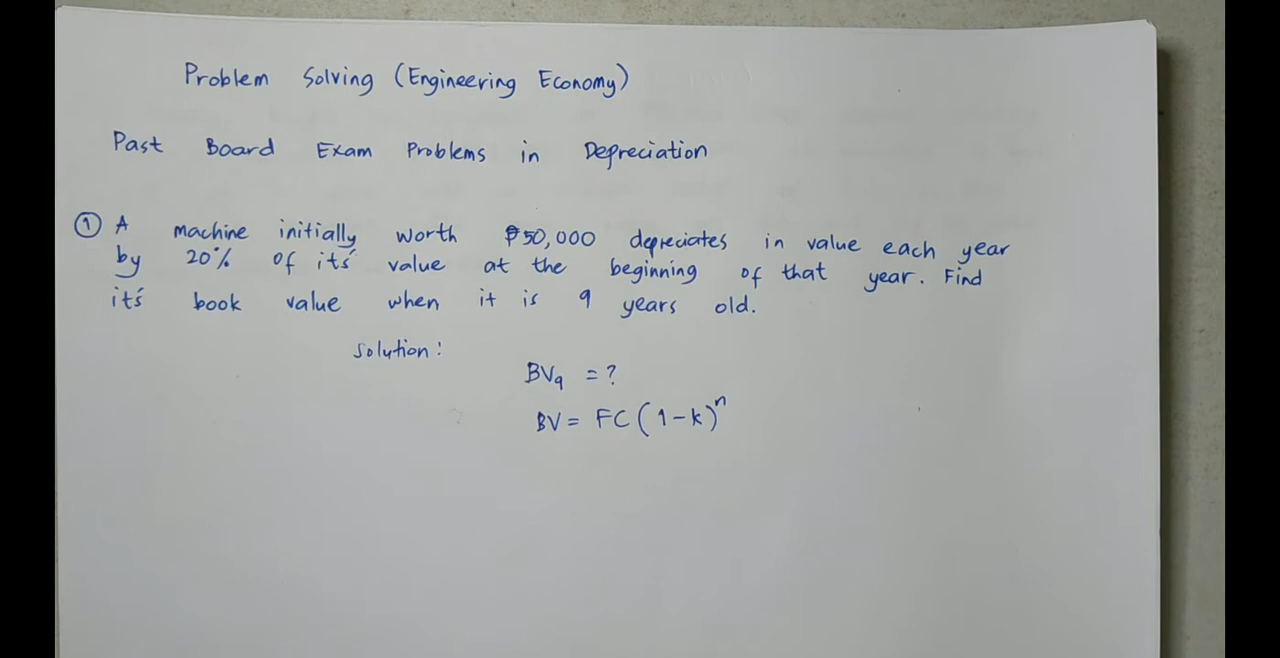 Problem Solving (Engineering Economy)
Past Board Exam Problems in Depreciation
① A machine initially worth ₱50,000 depreciates in value each year
by 20% of it's value at the beginning of that year. Find
it's book value when it is 9 years old.
Solution:
BV₉ = ?
BV = FC(1-k)ⁿ